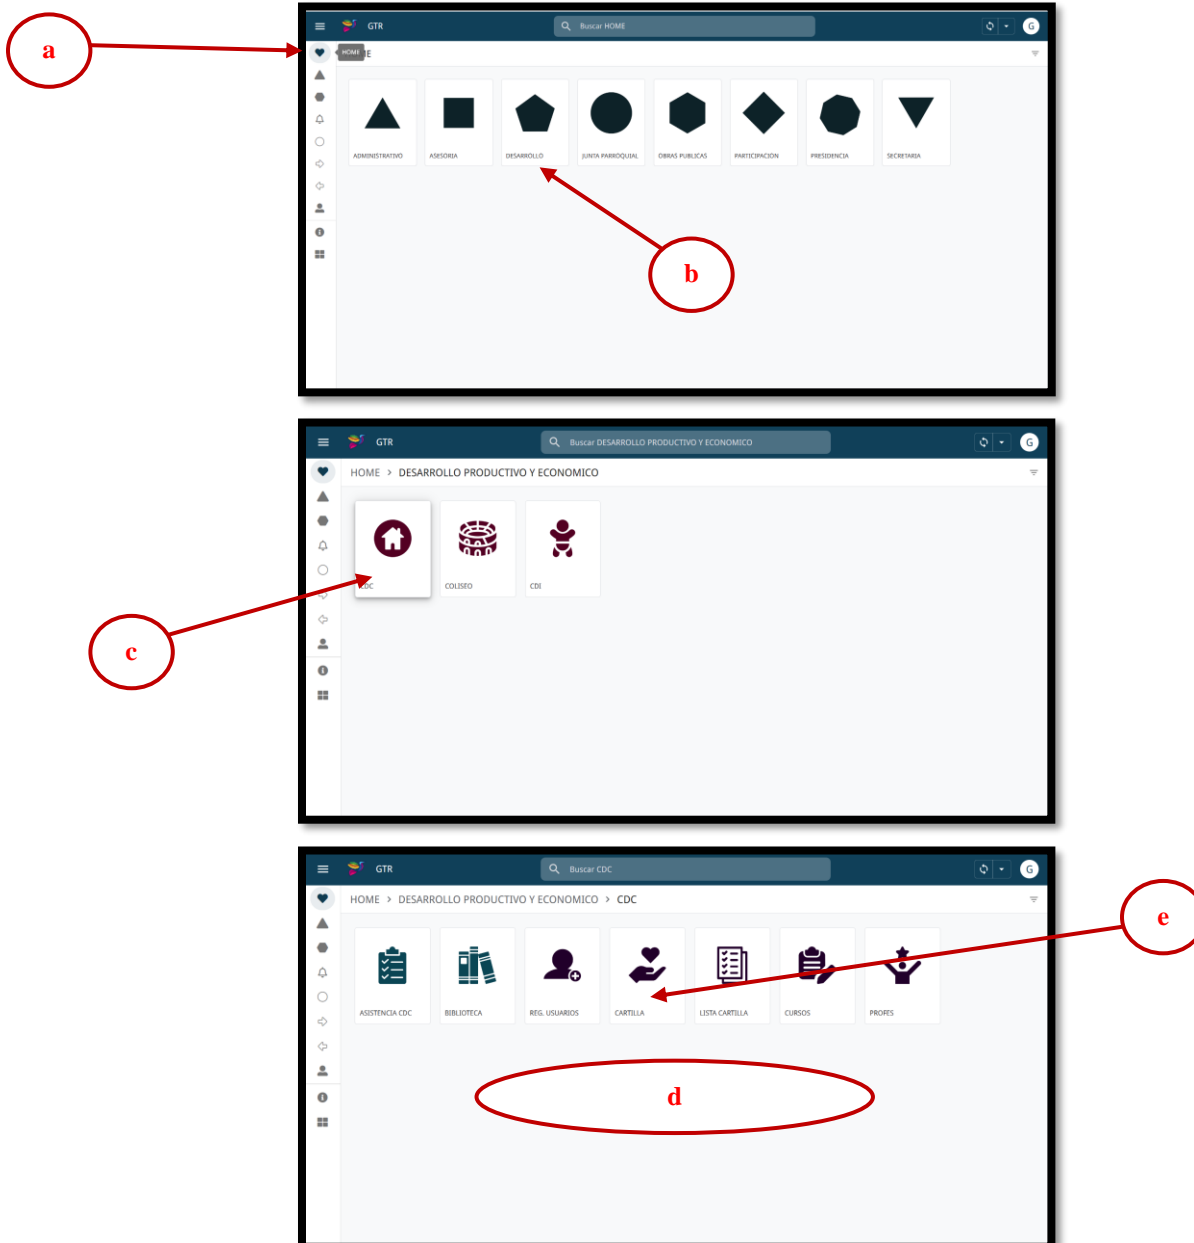 a
GTR
Buscar HOME
G
HOME
ADMINISTRATIVO
ASESORIA
DESARROLLO
JUNTA PARROQUIAL
OBRAS PUBLICAS
PARTICIPACION
PRESIDENCIA
SECRETARIA
b
GTR
Buscar DESARROLLO PRODUCTIVO Y ECONOMICO
G
HOME > DESARROLLO PRODUCTIVO Y ECONOMICO
CDC
COLISEO
CDI
c
GTR
Buscar CDC
G
HOME > DESARROLLO PRODUCTIVO Y ECONOMICO > CDC
e
ASISTENCIA CDC
BIBLIOTECA
REG. USUARIOS
CARTILLA
LISTA CARTILLA
CURSOS
PROFES
d